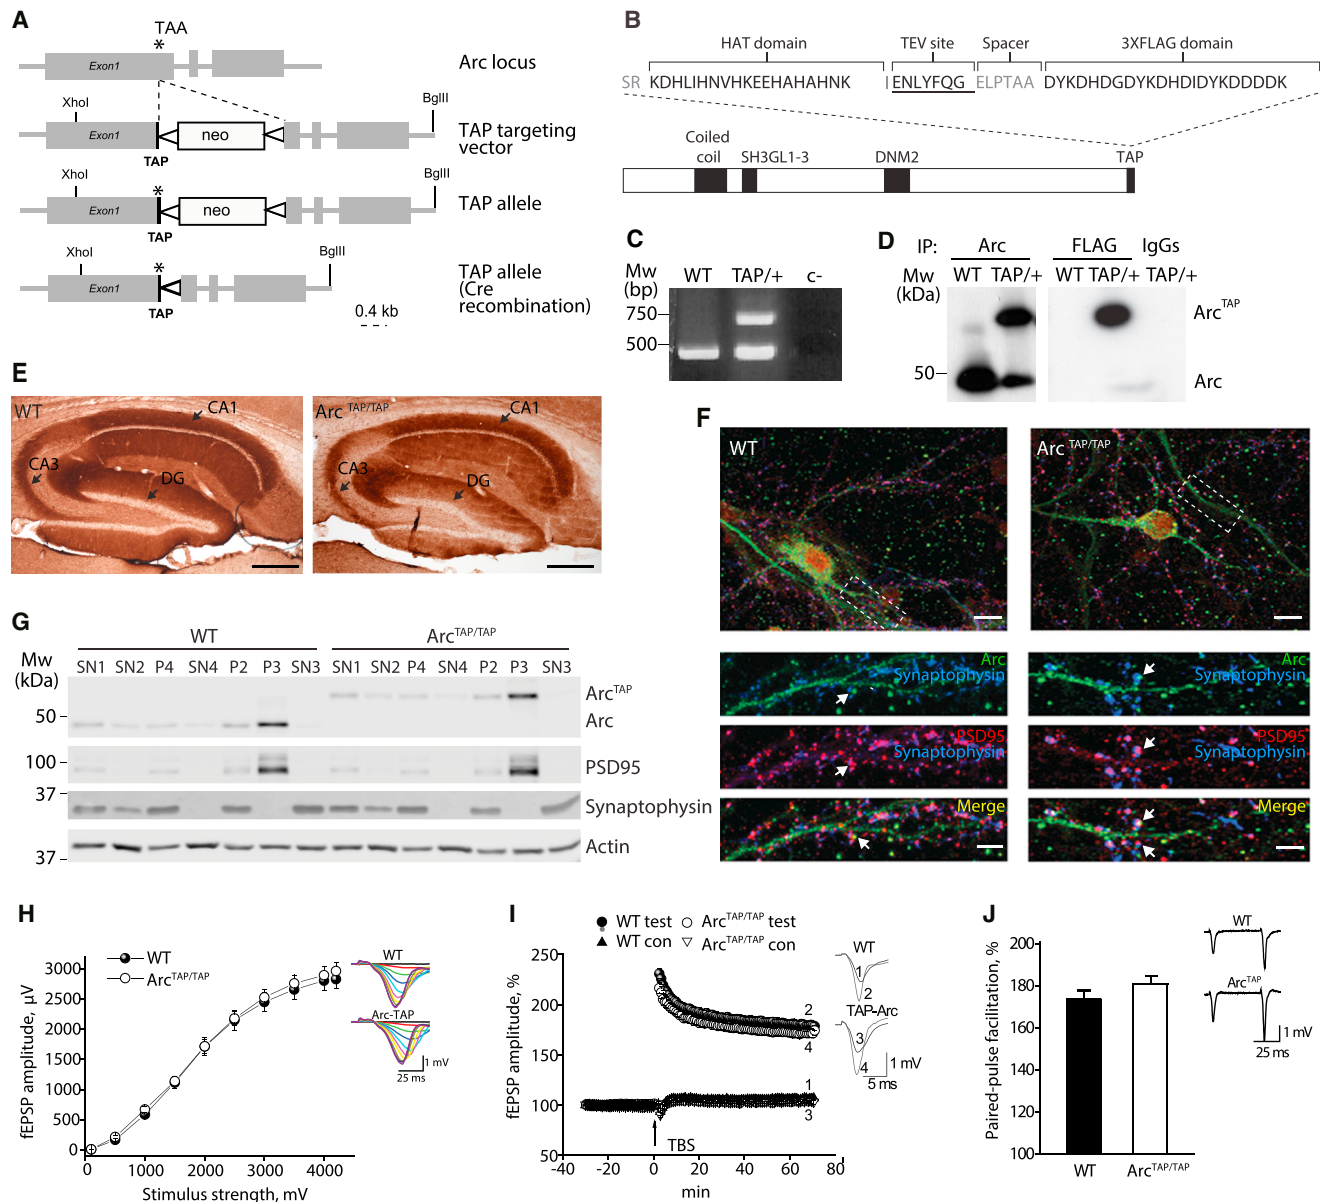 A
TAA
*
Exon1
Arc locus
XhoI
BglII
Exon1
neo
TAP
TAP targeting
vector
XhoI
BglII
*
Exon1
neo
TAP
TAP allele
XhoI
BglII
*
Exon1
TAP
TAP allele
(Cre
recombination)
0.4 kb
B
HAT domain
TEV site
Spacer
3XFLAG domain
SR KDHLIHNVHKEEHAHAHNK I ENLYFQG ELPTAA DYKDHDGDYKDHDIDYKDDDDK
Coiled
coil
SH3GL1-3
DNM2
TAP
C
Mw
(bp)
WT
TAP/+
c-
750
500
D
IP:
Arc
FLAG
IgGs
Mw
(kDa)
WT TAP/+
WT TAP/+
TAP/+
ArcTAP
50
Arc
E
WT
CA1
CA3
DG
Arc TAP/TAP
CA1
CA3
DG
F
WT
Arc TAP/TAP
Arc
Synaptophysin
Arc
Synaptophysin
PSD95
Synaptophysin
PSD95
Synaptophysin
Merge
Merge
G
WT
ArcTAP/TAP
Mw
(kDa)
SN1 SN2 P4 SN4 P2 P3 SN3 SN1 SN2 P4 SN4 P2 P3 SN3
ArcTAP
50
Arc
100
PSD95
37
Synaptophysin
37
Actin
H
WT
ArcTAP/TAP
3000
2500
2000
1500
1000
500
0
fEPSP amplitude, µV
0 1000 2000 3000 4000
Stimulus strength, mV
WT
Arc-TAP
1 mV
25 ms
I
WT test
ArcTAP/TAP test
WT con
ArcTAP/TAP con
250
200
150
100
50
fEPSP amplitude, %
2
4
1
3
TBS
-40 -20 0 20 40 60 80
min
WT
1
2
TAP-Arc
3
4
1 mV
5 ms
J
200
180
160
140
120
100
Paired-pulse facilitation, %
WT
ArcTAP/TAP
WT
ArcTAP
1 mV
25 ms